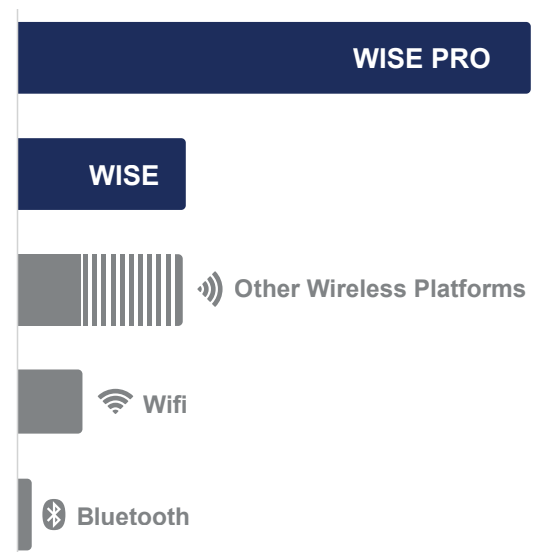 WISE PRO
WISE
Other Wireless Platforms
Wifi
Bluetooth